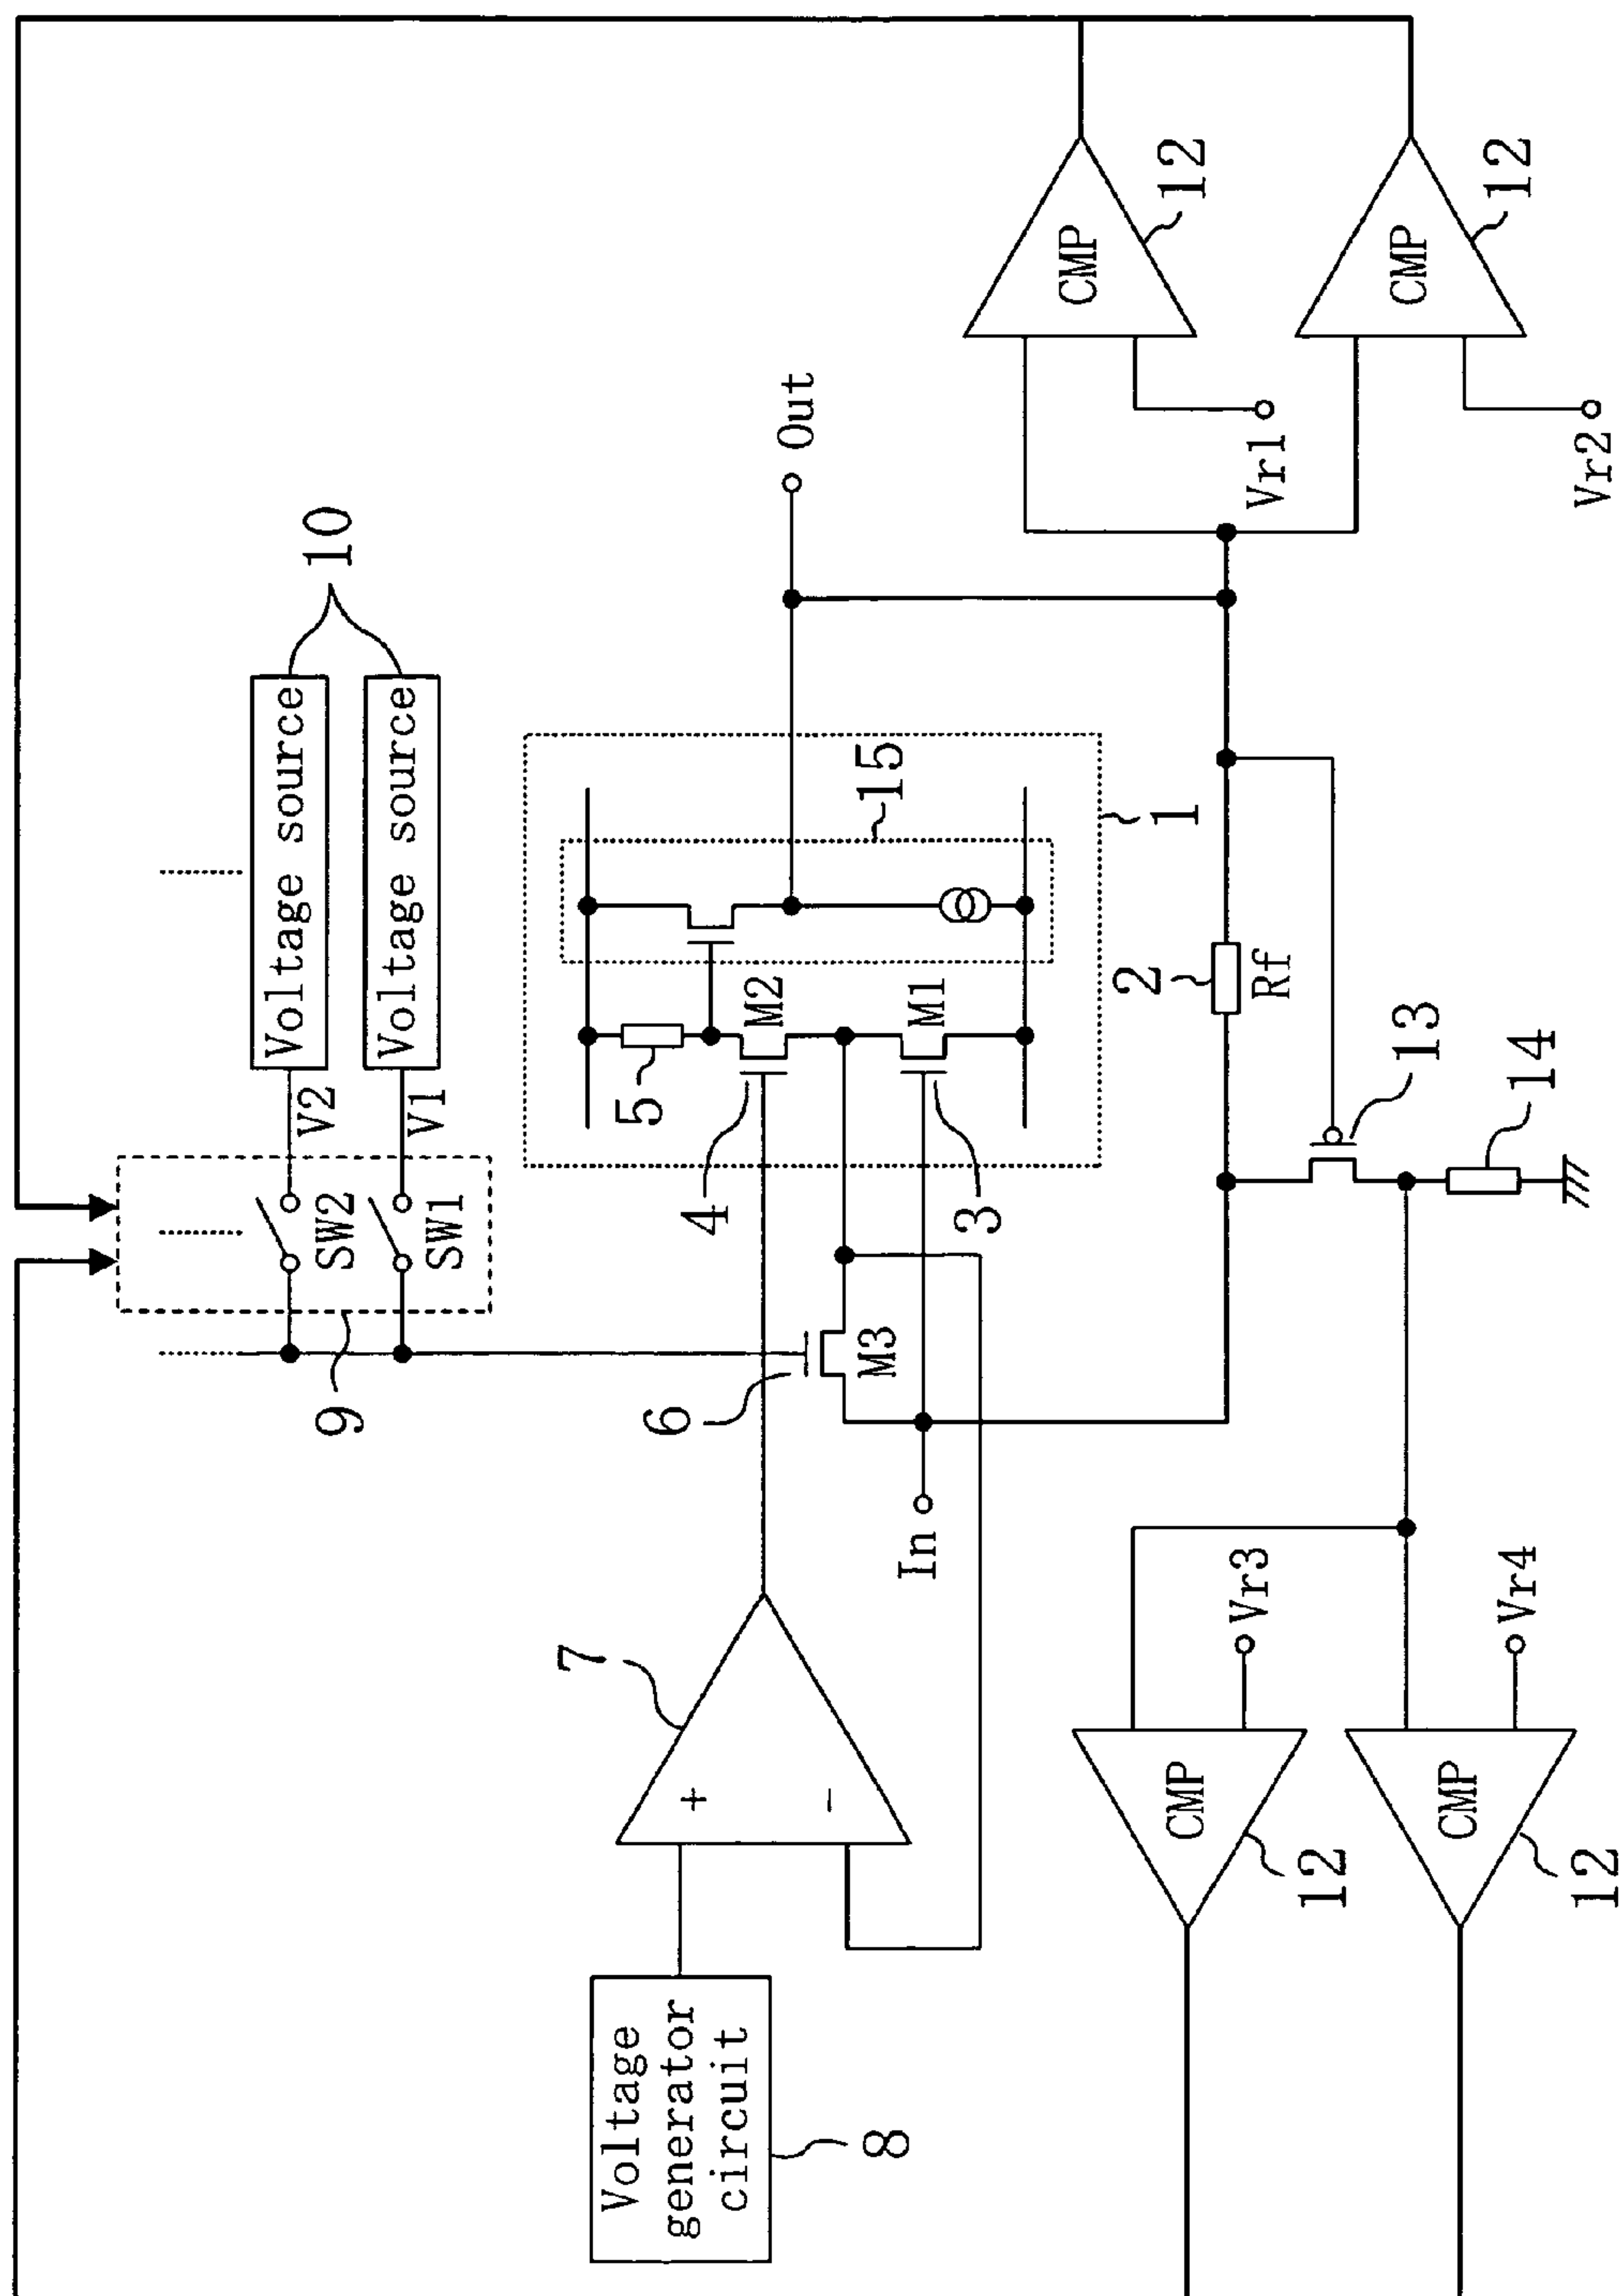 10
Voltage source
Voltage source
V2
V1
SW2
SW1
9
Out
15
1
5
4
M2
M1
3
6
M3
In
7
+
-
Voltage
generator
circuit
8
2
Rf
13
14
CMP
12
Vr1
CMP
12
Vr2
CMP
12
Vr3
CMP
12
Vr4